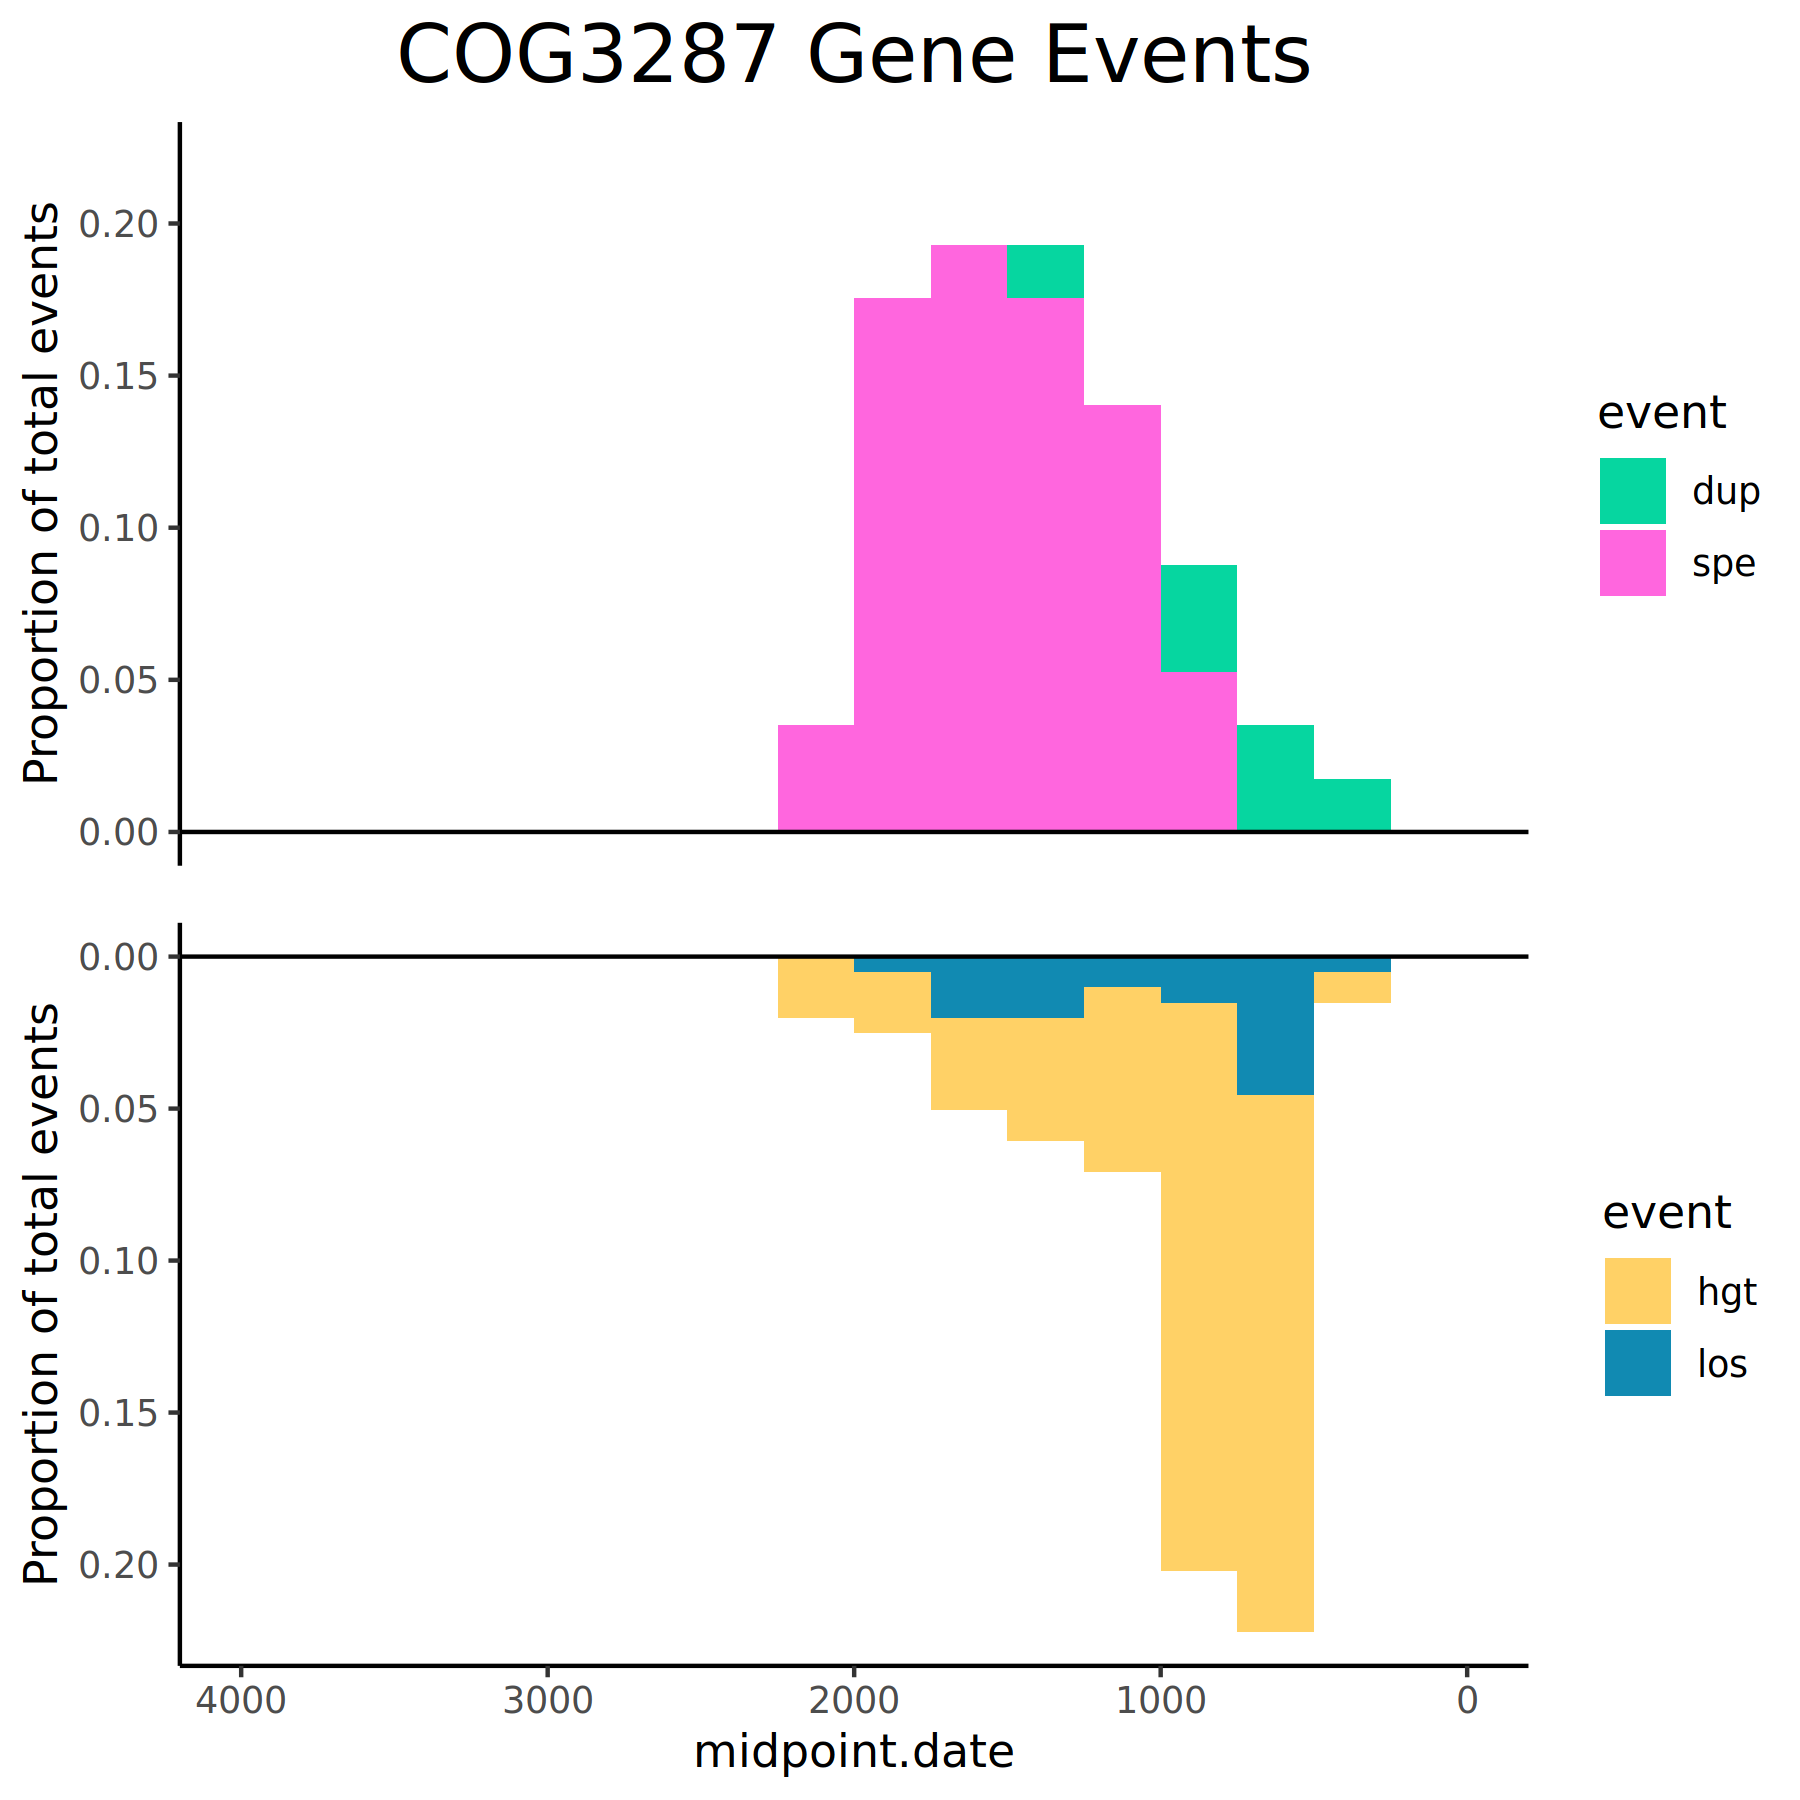 COG3287 Gene Events
Proportion of total events
0.20
0.15
0.10
0.05
0.00
event
dup
spe
Proportion of total events
0.00
0.05
0.10
0.15
0.20
event
hgt
los
4000 3000 2000 1000 0
midpoint.date